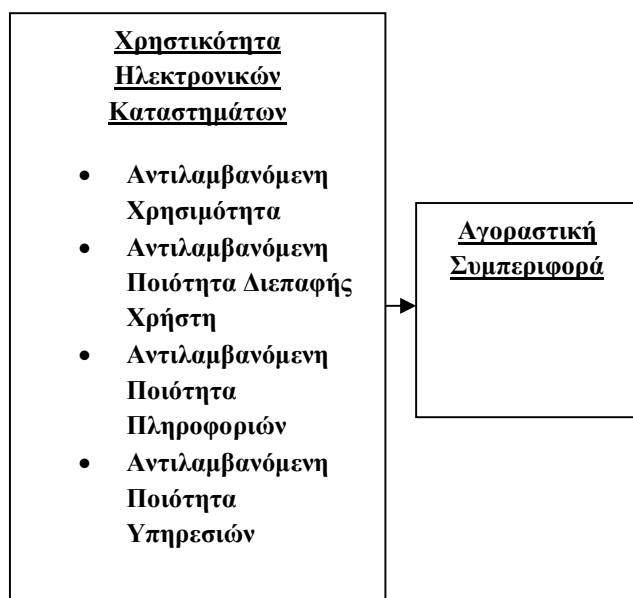 Χρηστικότητα
Ηλεκτρονικών
Καταστημάτων
• Αντιλαμβανόμενη
Χρησιμότητα
• Αντιλαμβανόμενη
Ποιότητα Διεπαφής
Χρήστη
• Αντιλαμβανόμενη
Ποιότητα
Πληροφοριών
• Αντιλαμβανόμενη
Ποιότητα
Υπηρεσιών
Αγοραστική
Συμπεριφορά